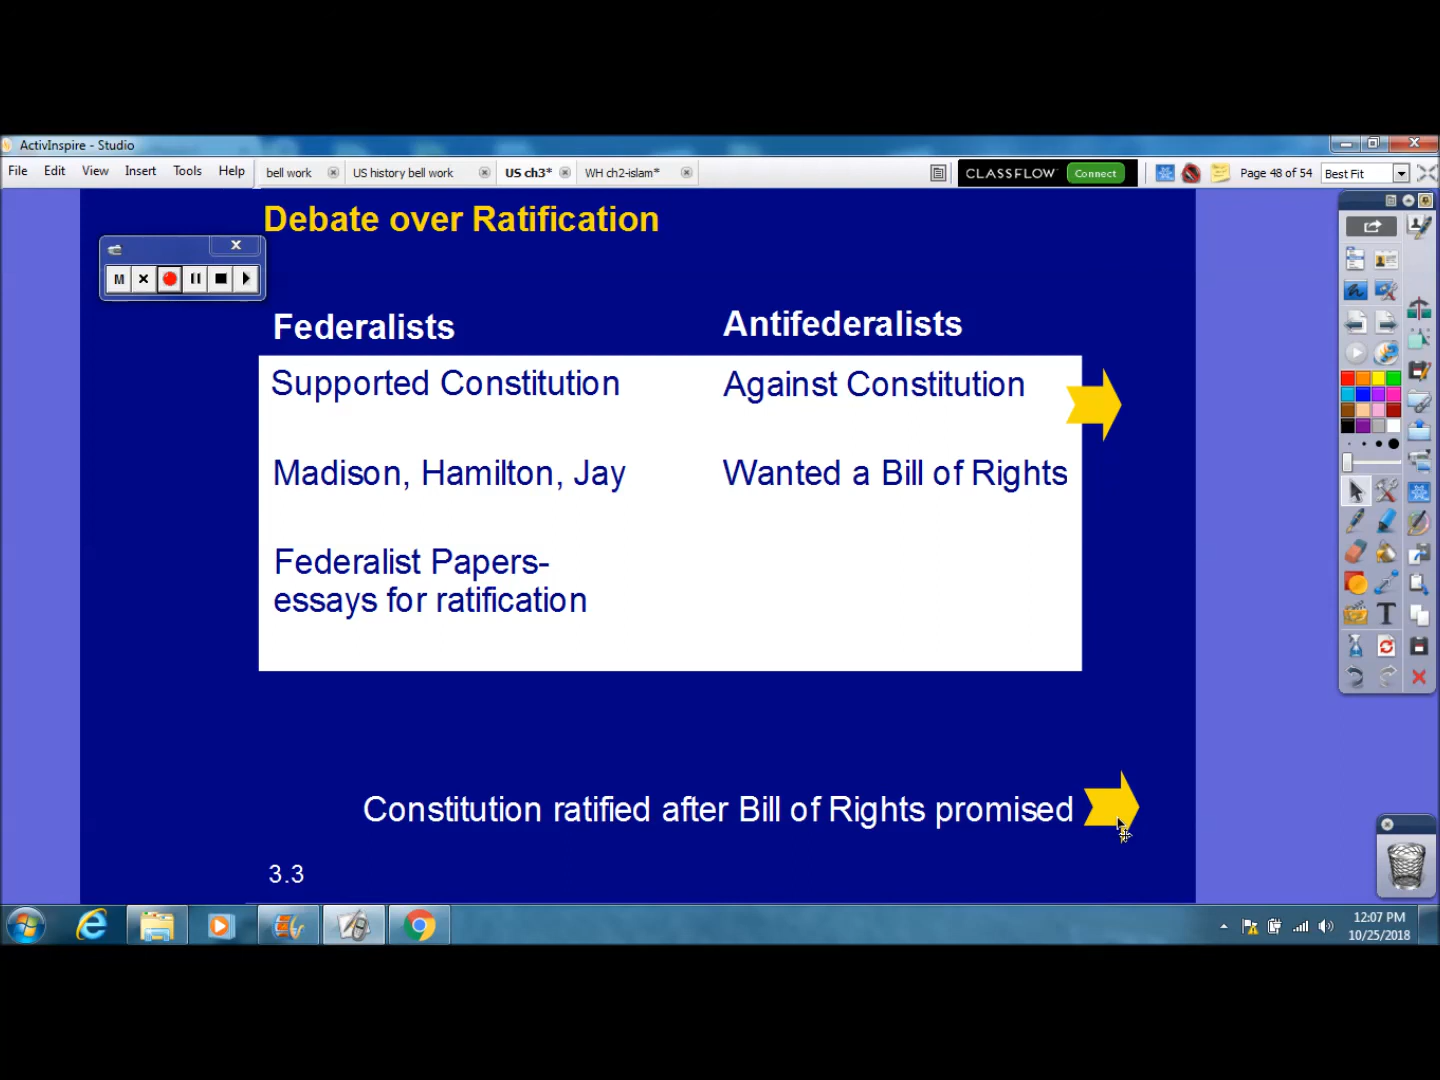 ActivInspire - Studio
File Edit View Insert Tools Help bell work US history bell work US ch3* WH ch2-islam* CLASSFLOW Connect Page 48 of 54 Best Fit
Debate over Ratification
M
Federalists Antifederalists
Supported Constitution Against Constitution
Madison, Hamilton, Jay Wanted a Bill of Rights
Federalist Papers-
essays for ratification
Constitution ratified after Bill of Rights promised
3.3
12:07 PM
10/25/2018